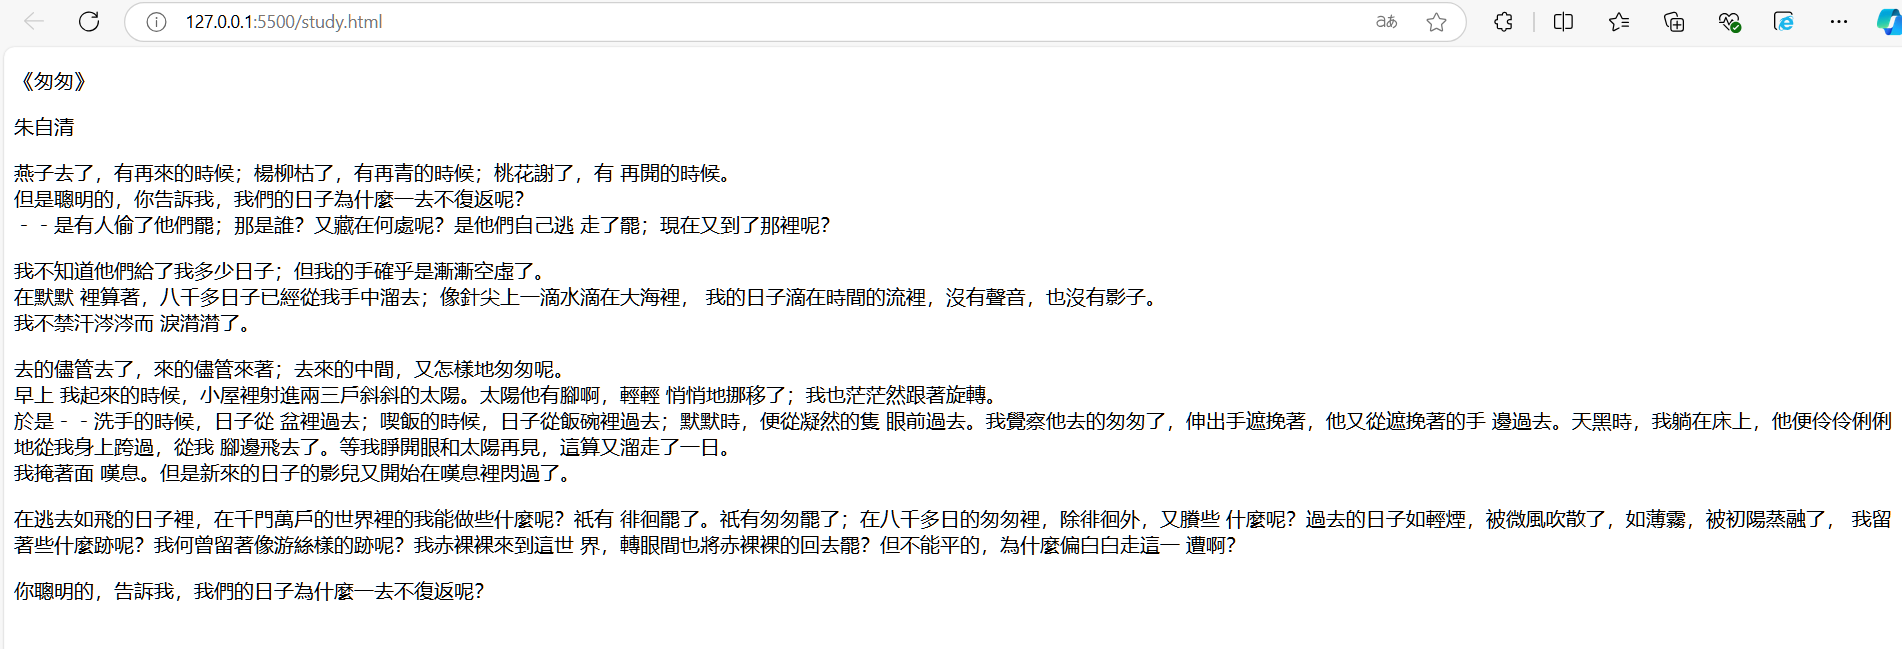 127.0.0.1:5500/study.html
aあ
《匆匆》
朱自清
燕子去了，有再來的時候；楊柳枯了，有再青的時候；桃花謝了，有 再開的時候。
但是聰明的，你告訴我，我們的日子為什麼一去不復返呢？
－－是有人偷了他們罷；那是誰？又藏在何處呢？是他們自己逃 走了罷；現在又到了那裡呢？
我不知道他們給了我多少日子；但我的手確乎是漸漸空虛了。
在默默 裡算著，八千多日子已經從我手中溜去；像針尖上一滴水滴在大海裡， 我的日子滴在時間的流裡，沒有聲音，也沒有影子。
我不禁汗涔涔而 淚潸潸了。
去的儘管去了，來的儘管來著；去來的中間，又怎樣地匆匆呢。
早上 我起來的時候，小屋裡射進兩三戶斜斜的太陽。太陽他有腳啊，輕輕 悄悄地挪移了；我也茫茫然跟著旋轉。
於是－－洗手的時候，日子從 盆裡過去；喫飯的時候，日子從飯碗裡過去；默默時，便從凝然的隻 眼前過去。我覺察他去的匆匆了，伸出手遮挽著，他又從遮挽著的手 邊過去。天黑時，我躺在床上，他便伶伶俐俐
地從我身上跨過，從我 腳邊飛去了。等我睜開眼和太陽再見，這算又溜走了一日。
我掩著面 嘆息。但是新來的日子的影兒又開始在嘆息裡閃過了。
在逃去如飛的日子裡，在千門萬戶的世界裡的我能做些什麼呢？祇有 徘徊罷了。祇有匆匆罷了；在八千多日的匆匆裡，除徘徊外，又賸些 什麼呢？過去的日子如輕煙，被微風吹散了，如薄霧，被初陽蒸融了， 我留
著些什麼跡呢？我何曾留著像游絲樣的跡呢？我赤裸裸來到這世 界，轉眼間也將赤裸裸的回去罷？但不能平的，為什麼偏白白走這一 遭啊？
你聰明的，告訴我，我們的日子為什麼一去不復返呢？